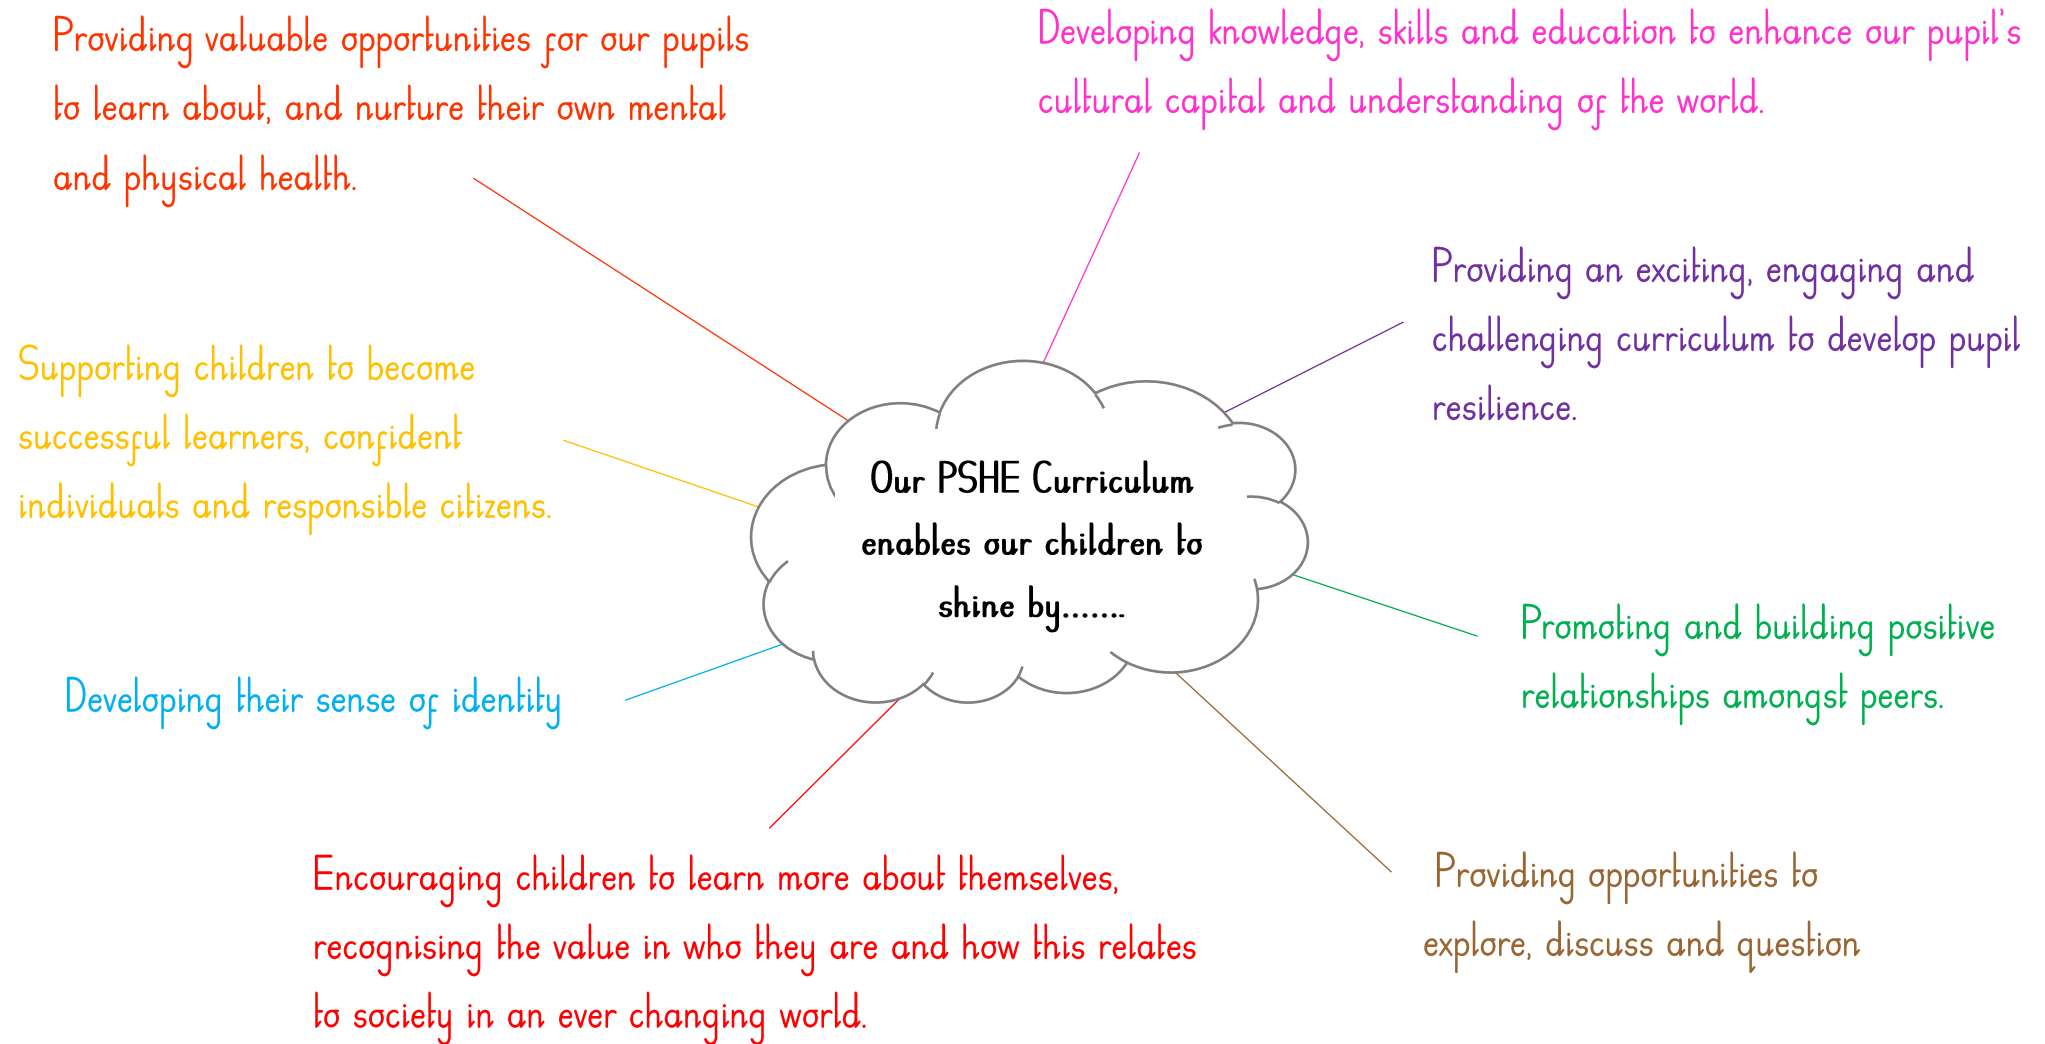 Providing valuable opportunities for our pupils
to learn about, and nurture their own mental
and physical health.
Developing knowledge, skills and education to enhance our pupil's
cultural capital and understanding of the world.
Providing an exciting, engaging and
challenging curriculum to develop pupil
resilience.
Supporting children to become
successful learners, confident
individuals and responsible citizens.
Our PSHE Curriculum
enables our children to
shine by.......
Promoting and building positive
relationships amongst peers.
Developing their sense of identity
Encouraging children to learn more about themselves,
recognising the value in who they are and how this relates
to society in an ever changing world.
Providing opportunities to
explore, discuss and question